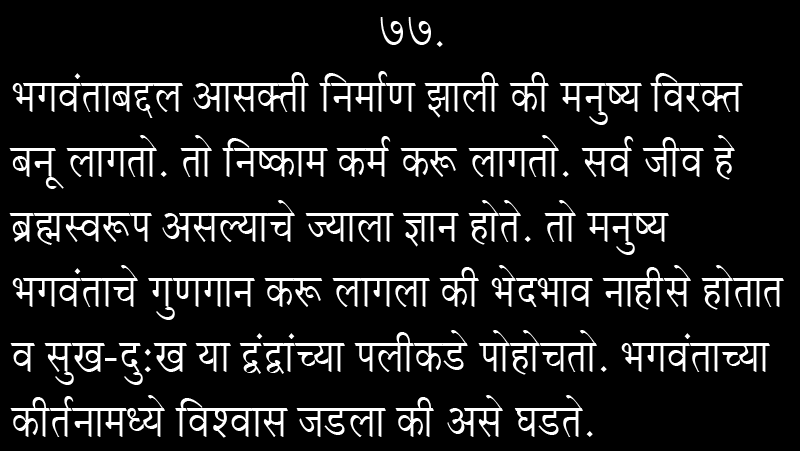 ७७.
भगवंताबद्दल आसक्ती निर्माण झाली की मनुष्य विरक्त
बनू लागतो. तो निष्काम कर्म करू लागतो. सर्व जीव हे
ब्रह्मस्वरूप असल्याचे ज्याला ज्ञान होते. तो मनुष्य
भगवंताचे गुणगान करू लागला की भेदभाव नाहीसे होतात
व सुख-दु:ख या द्वंद्वांच्या पलीकडे पोहोचतो. भगवंताच्या
कीर्तनामध्ये विश्वास जडला की असे घडते.